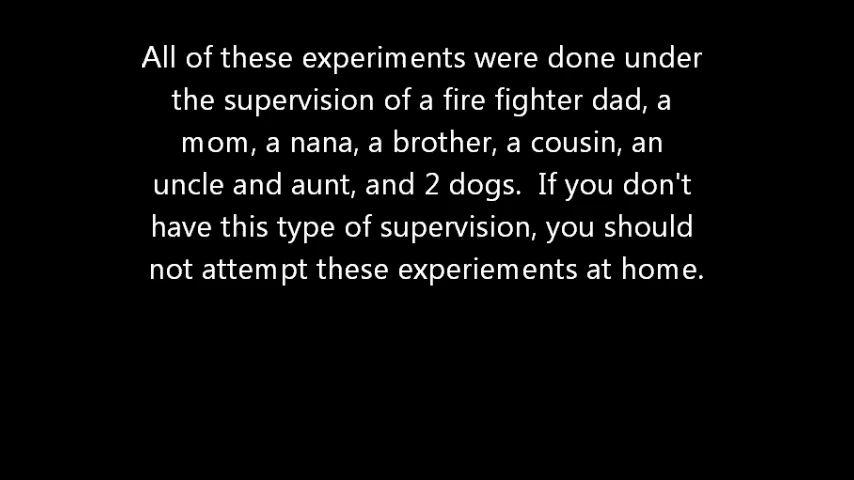 All of these experiments were done under
the supervision of a fire fighter dad, a
mom, a nana, a brother, a cousin, an
uncle and aunt, and 2 dogs.  If you don't
have this type of supervision, you should
not attempt these experiements at home.